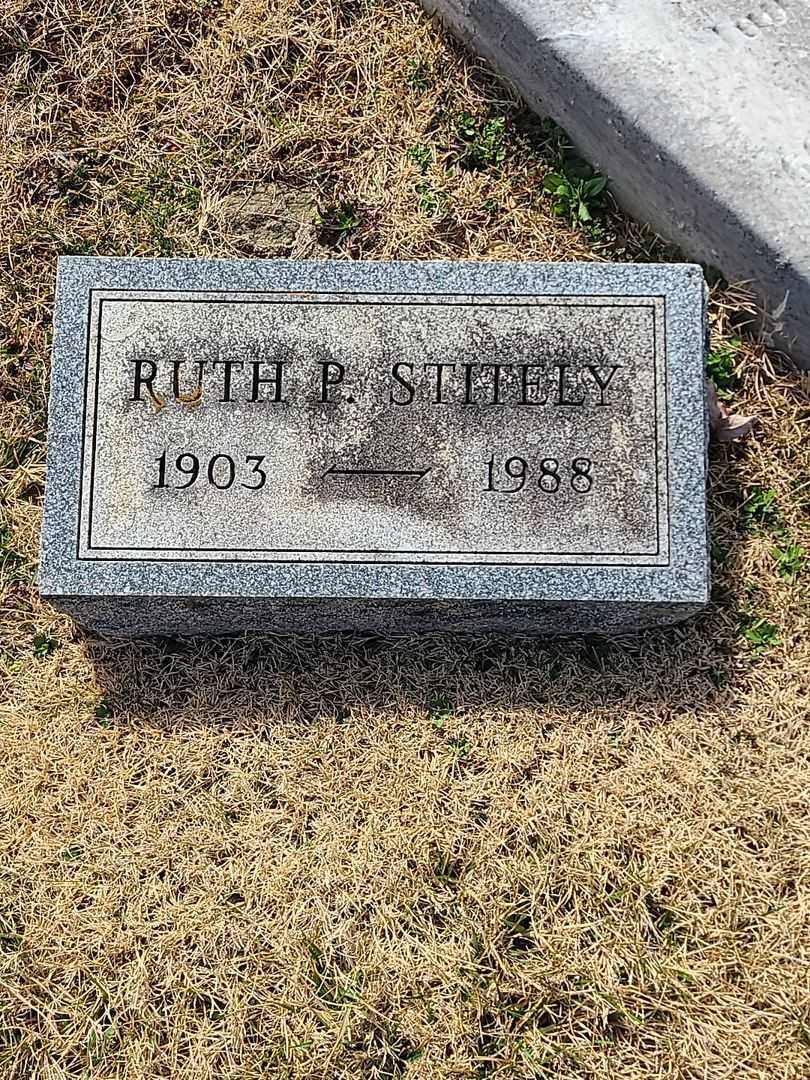 RUTH P. STITELY
1903 — 1988